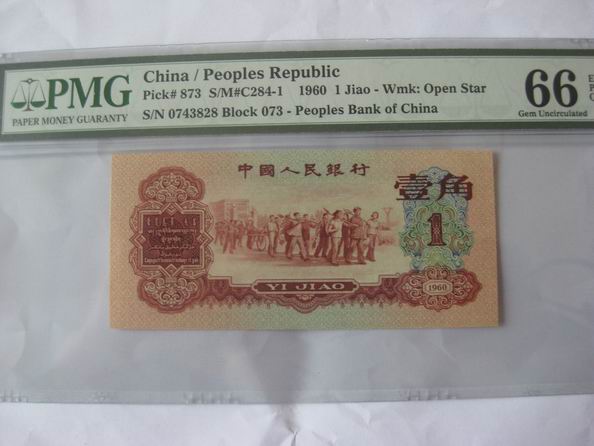 PMG
PAPER MONEY GUARANTY
China / Peoples Republic
Pick# 873 S/M#C284-1 1960 1 Jiao - Wmk: Open Star
S/N 0743828 Block 073 - Peoples Bank of China
66 E
P
Gem Uncirculated
中國人民銀行
壹角
1
YI JIAO
1960